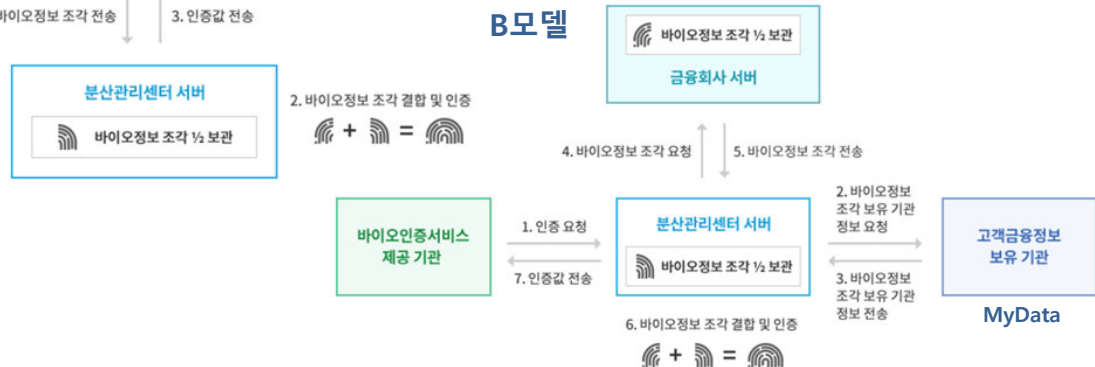 바이오정보 조각 전송
3. 인증값 전송
분산관리센터 서버
바이오정보 조각 ½ 보관
2. 바이오정보 조각 결합 및 인증
+ =
B모델
바이오정보 조각 ½ 보관
금융회사 서버
4. 바이오정보 조각 요청
5. 바이오정보 조각 전송
바이오인증서비스
제공 기관
1. 인증 요청
7. 인증값 전송
분산관리센터 서버
바이오정보 조각 ½ 보관
2. 바이오정보
조각 보유 기관
정보 요청
3. 바이오정보
조각 보유 기관
정보 전송
고객금융정보
보유 기관
MyData
6. 바이오정보 조각 결합 및 인증
+ =